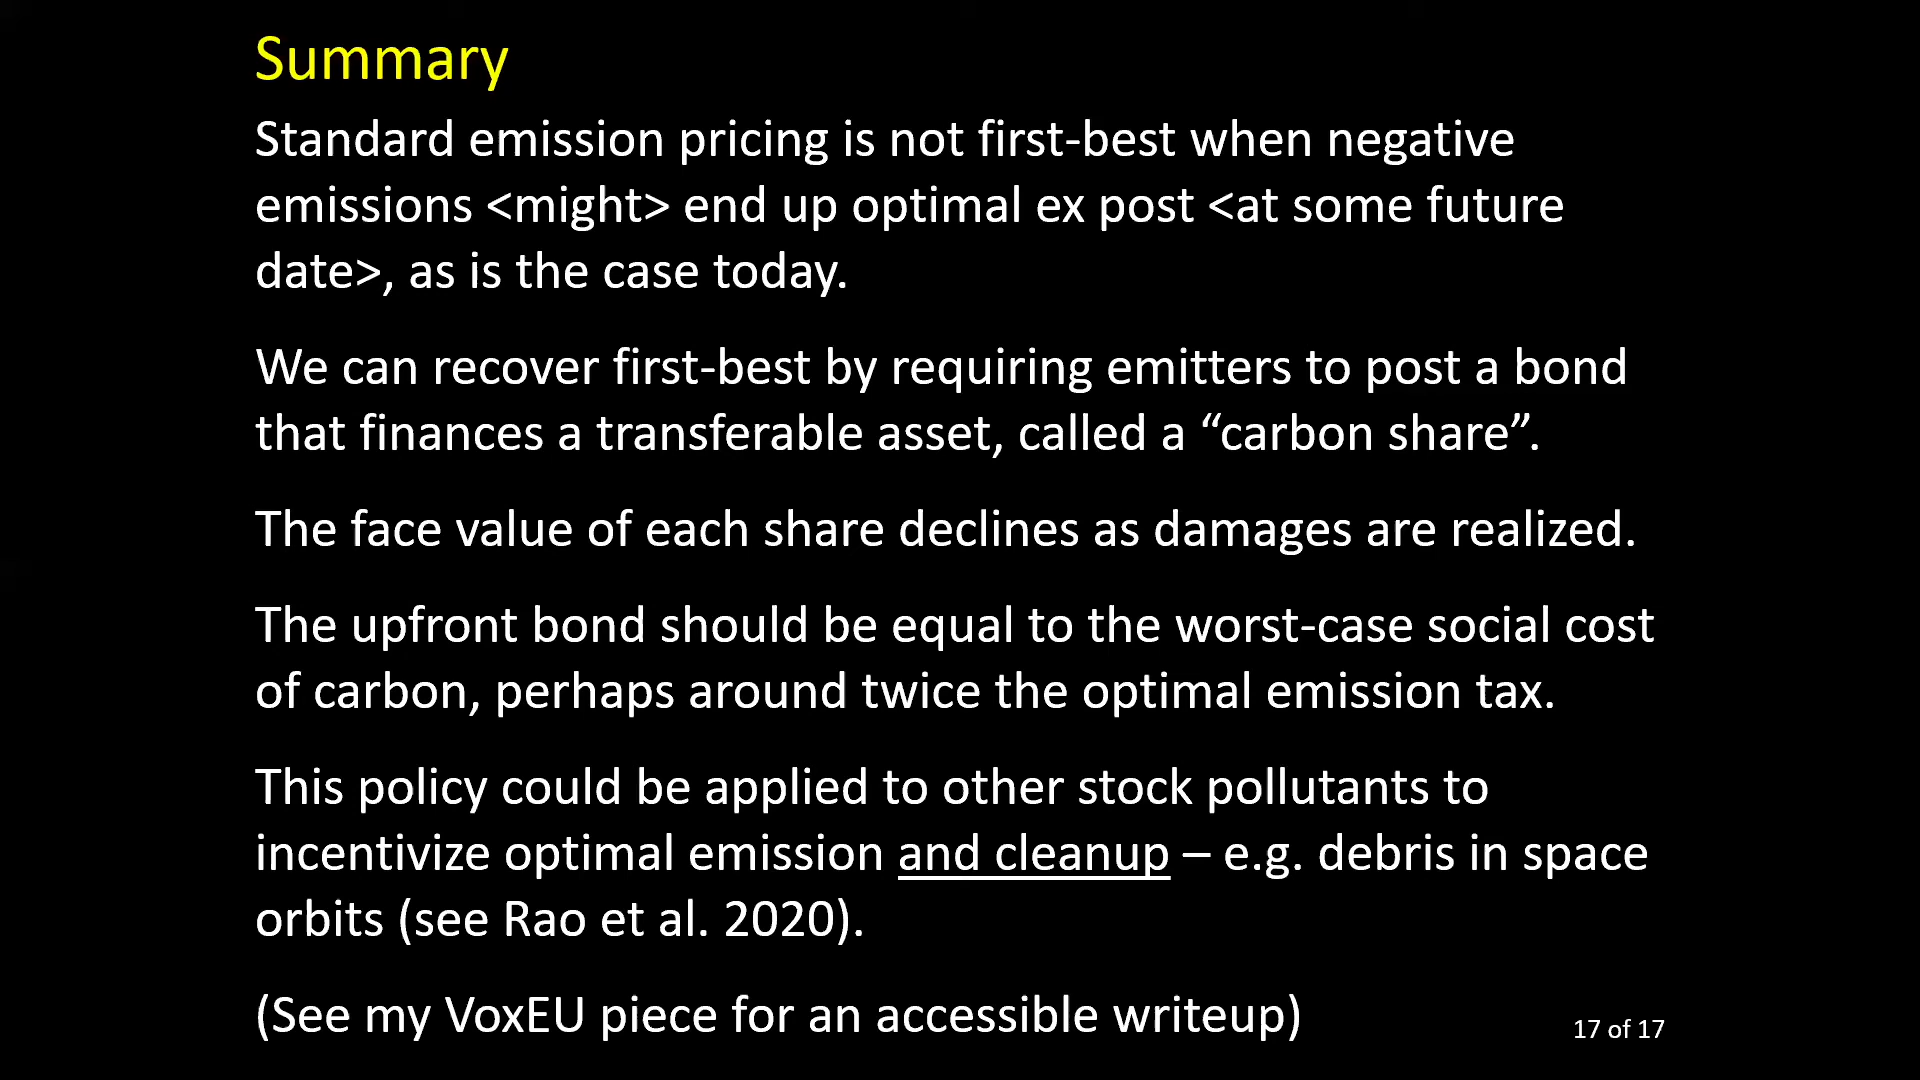 Summary
Standard emission pricing is not first-best when negative
emissions <might> end up optimal ex post <at some future
date>, as is the case today.
We can recover first-best by requiring emitters to post a bond
that finances a transferable asset, called a “carbon share”.
The face value of each share declines as damages are realized.
The upfront bond should be equal to the worst-case social cost
of carbon, perhaps around twice the optimal emission tax.
This policy could be applied to other stock pollutants to
incentivize optimal emission and cleanup – e.g. debris in space
orbits (see Rao et al. 2020).
(See my VoxEU piece for an accessible writeup)
17 of 17